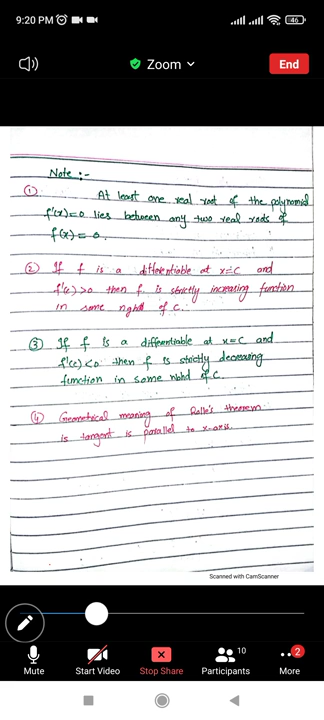 9:20 PM
46
Zoom
End
Note :-
① At least one real root of the polynomial
f'(x)=0 lies between any two real roots of
f(x) = 0.
② If f is a differentiable at x=c and
f'(c)>0 then f is strictly increasing function
in some nghd of c.
③ If f is a differentiable at x=c and
f'(c)<0 then f is strictly decreasing
function in some nbhd of c.
④ Geometrical meaning of Rolle's theorem
is tangent is parallel to x-axis.
Scanned with CamScanner
10
2
Mute
Start Video
Stop Share
Participants
More